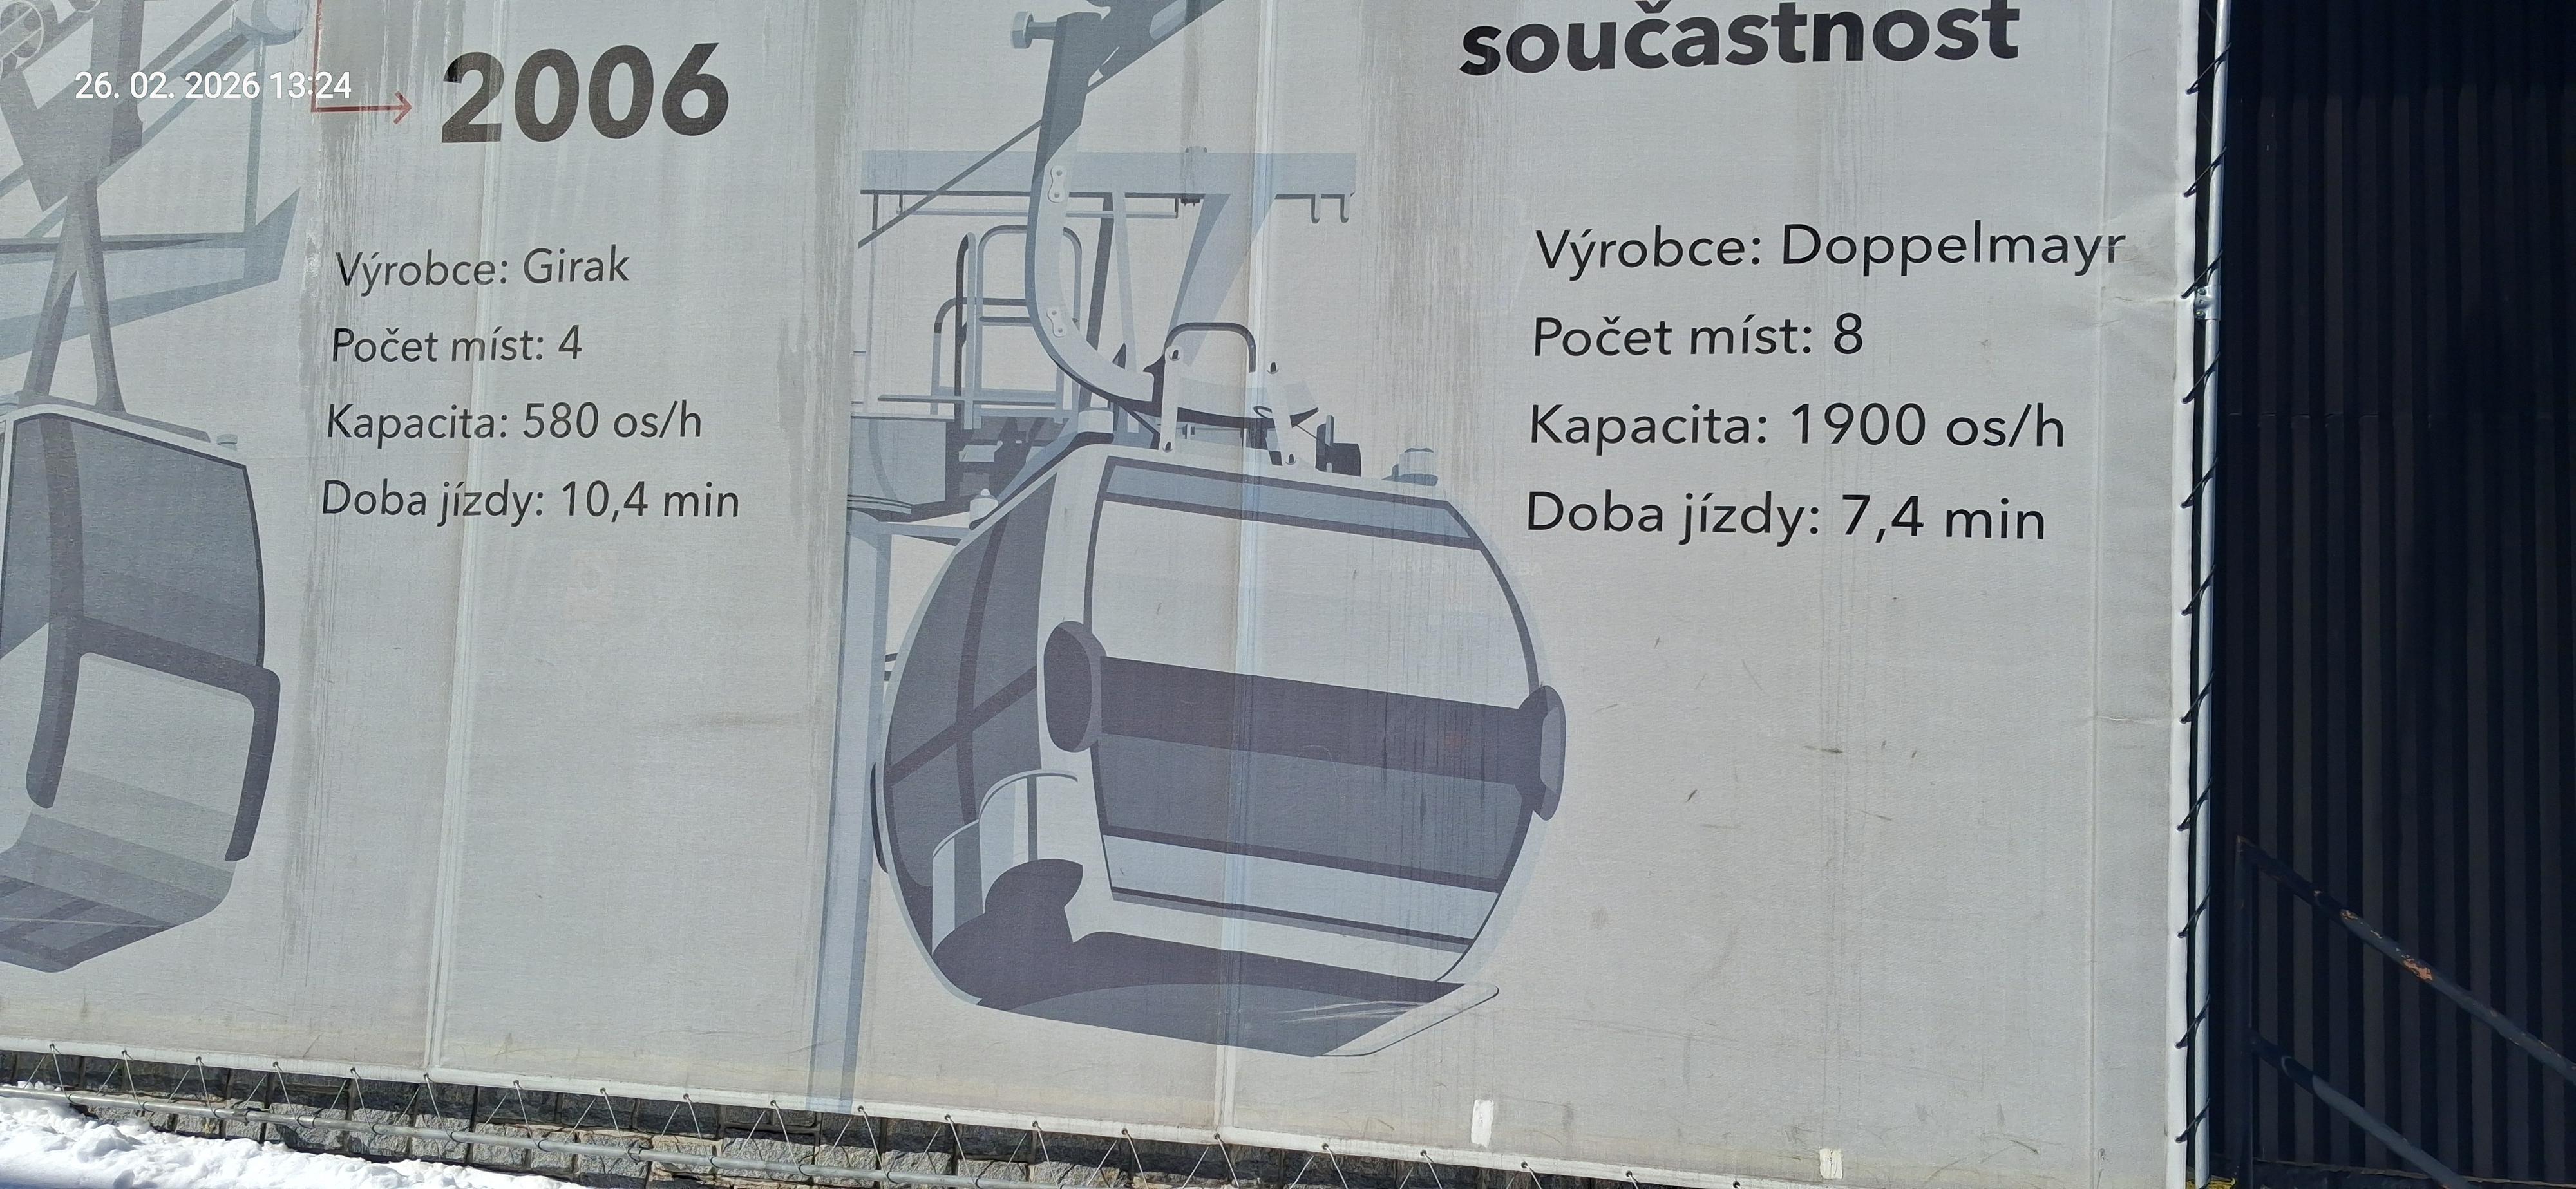 26. 02. 2026 13:24
2006
Výrobce: Girak
Počet míst: 4
Kapacita: 580 os/h
Doba jízdy: 10,4 min
součastnost
Výrobce: Doppelmayr
Počet míst: 8
Kapacita: 1900 os/h
Doba jízdy: 7,4 min